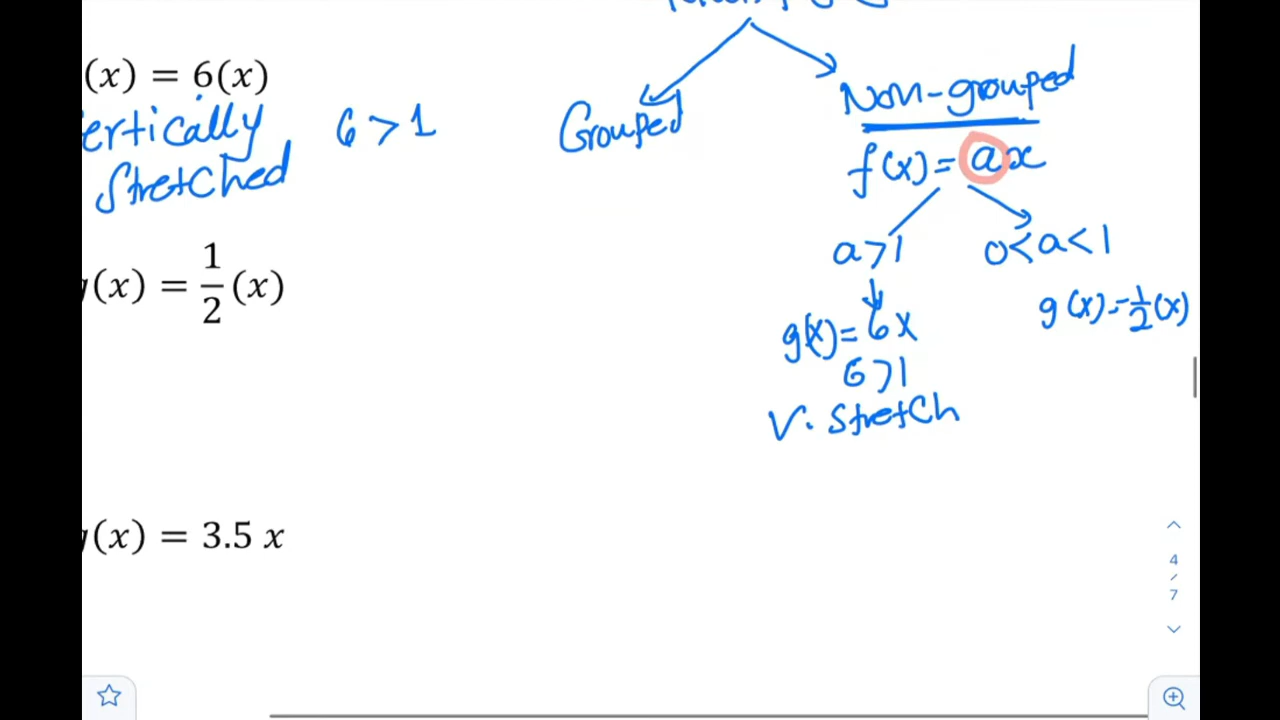 (x) = 6(x)
ertically 6 > 1
Stretched
(x) = 1/2 (x)
(x) = 3.5 x
Grouped
Non-grouped
f(x) = ax
a>1 0<a<1
g(x)=6x
6>1
V. Stretch
g(x)=1/2(x)
4
/
7